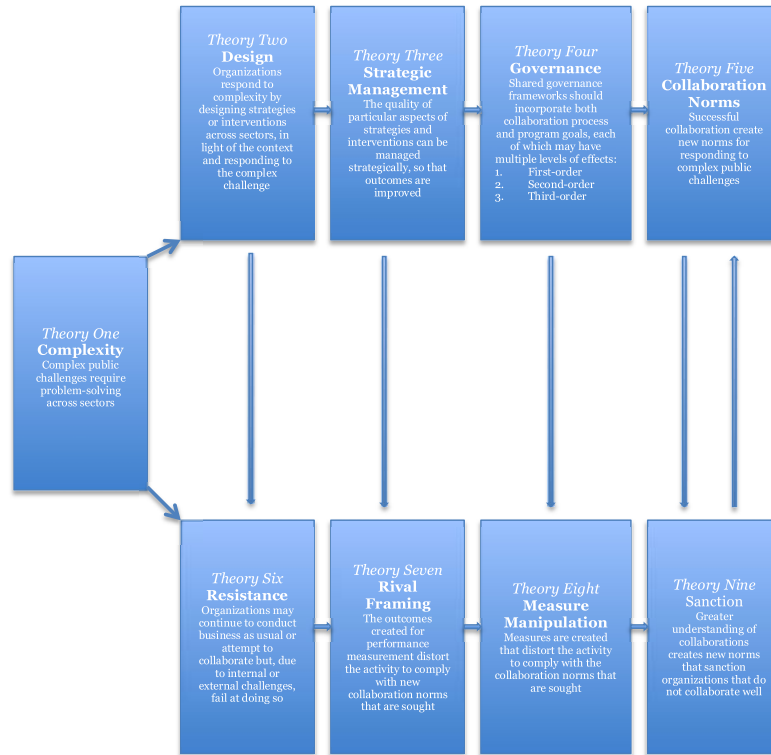 Theory Two
Design
Organizations
respond to
complexity by
designing strategies
or interventions
across sectors, in
light of the context
and responding to
the complex
challenge
Theory Three
Strategic
Management
The quality of
particular aspects of
strategies and
interventions can be
managed
strategically, so that
outcomes are
improved
Theory Four
Governance
Shared governance
frameworks should
incorporate both
collaboration process
and program goals, each
of which may have
multiple levels of effects:
1. First-order
2. Second-order
3. Third-order
Theory Five
Collaboration
Norms
Successful
collaboration create
new norms for
responding to
complex public
challenges
Theory One
Complexity
Complex public
challenges require
problem-solving
across sectors
Theory Six
Resistance
Organizations may
continue to conduct
business as usual or
attempt to
collaborate but, due
to internal or
external challenges,
fail at doing so
Theory Seven
Rival
Framing
The outcomes
created for
performance
measurement distort
the activity to comply
with new
collaboration norms
that are sought
Theory Eight
Measure
Manipulation
Measures are created
that distort the activity
to comply with the
collaboration norms that
are sought
Theory Nine
Sanction
Greater
understanding of
collaborations
creates new norms
that sanction
organizations that do
not collaborate well